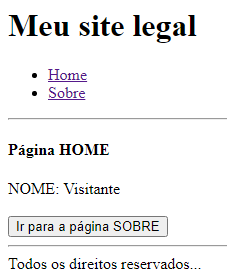 Meu site legal
Home
Sobre
Página HOME
NOME: Visitante
Ir para a página SOBRE
Todos os direitos reservados...